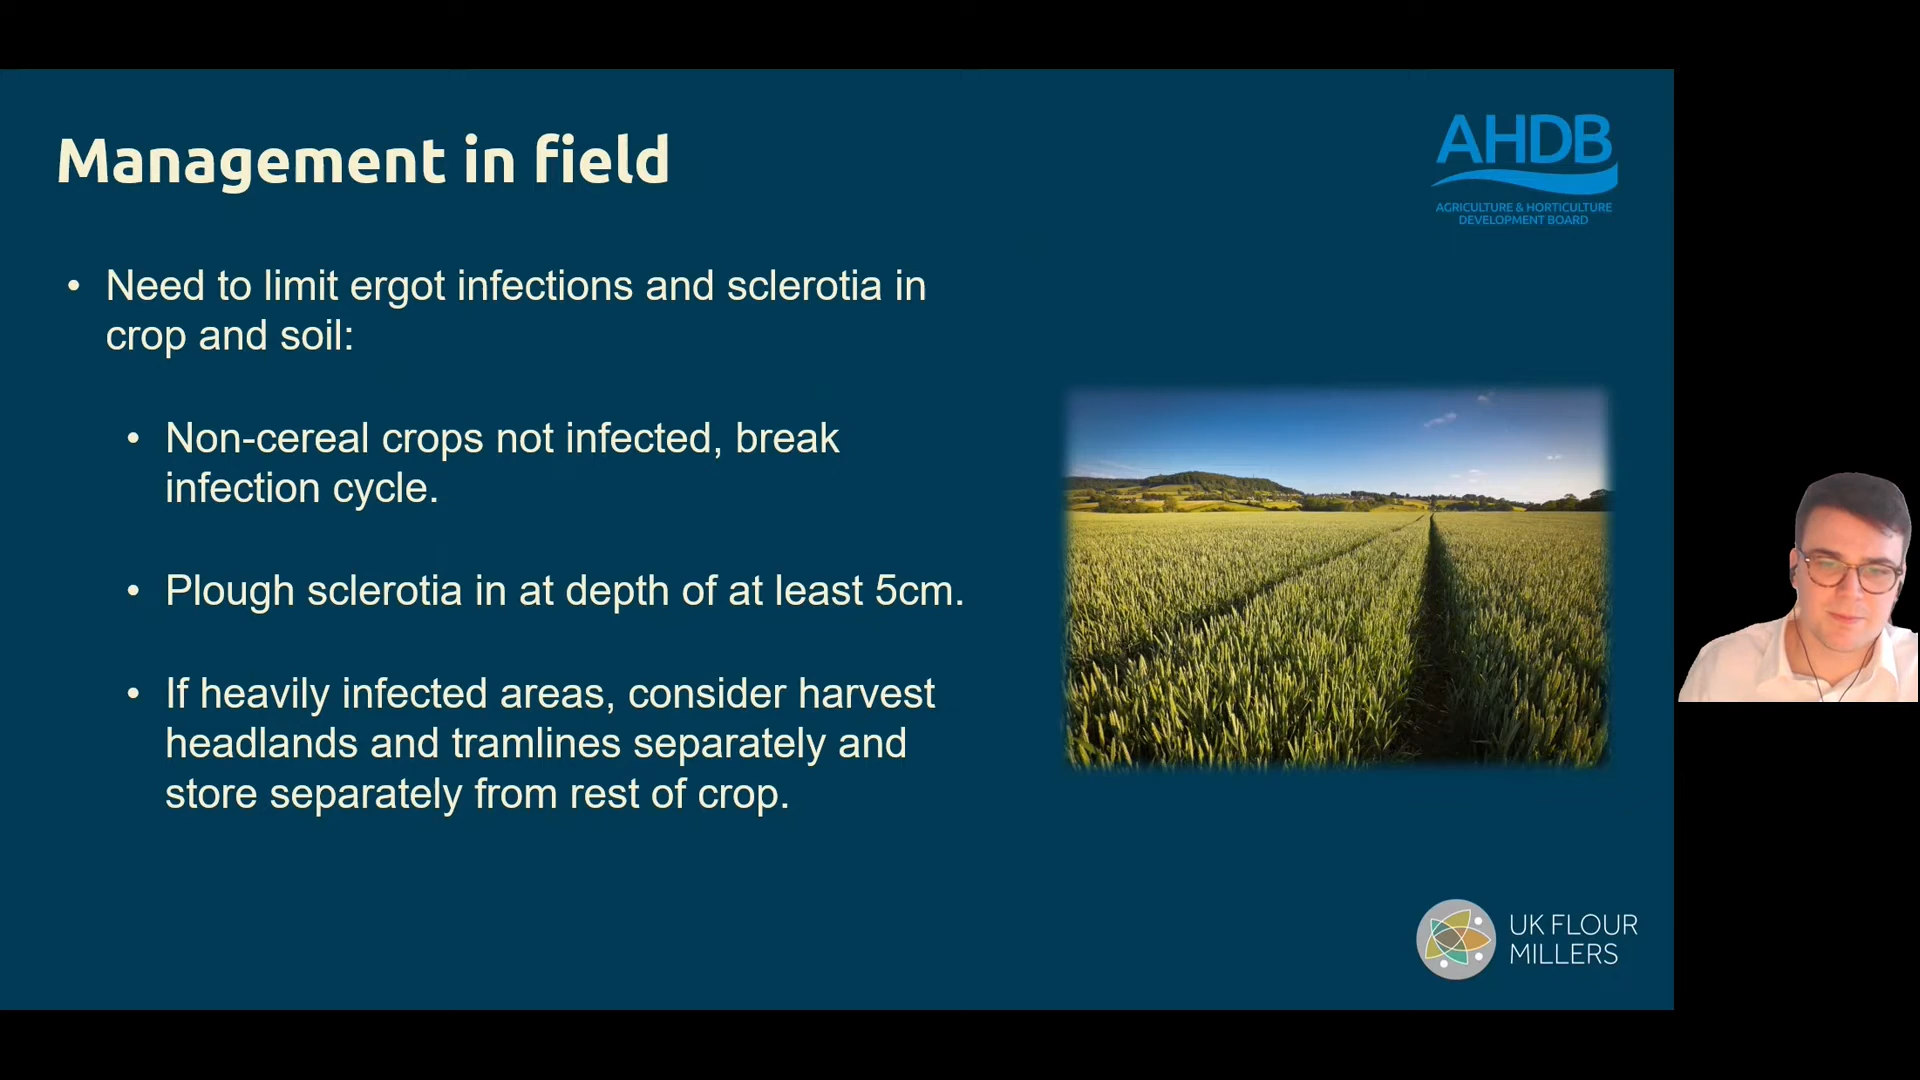 Management in field
AHDB
AGRICULTURE & HORTICULTURE
DEVELOPMENT BOARD
• Need to limit ergot infections and sclerotia in
crop and soil:
• Non-cereal crops not infected, break
infection cycle.
• Plough sclerotia in at depth of at least 5cm.
• If heavily infected areas, consider harvest
headlands and tramlines separately and
store separately from rest of crop.
UK FLOUR
MILLERS